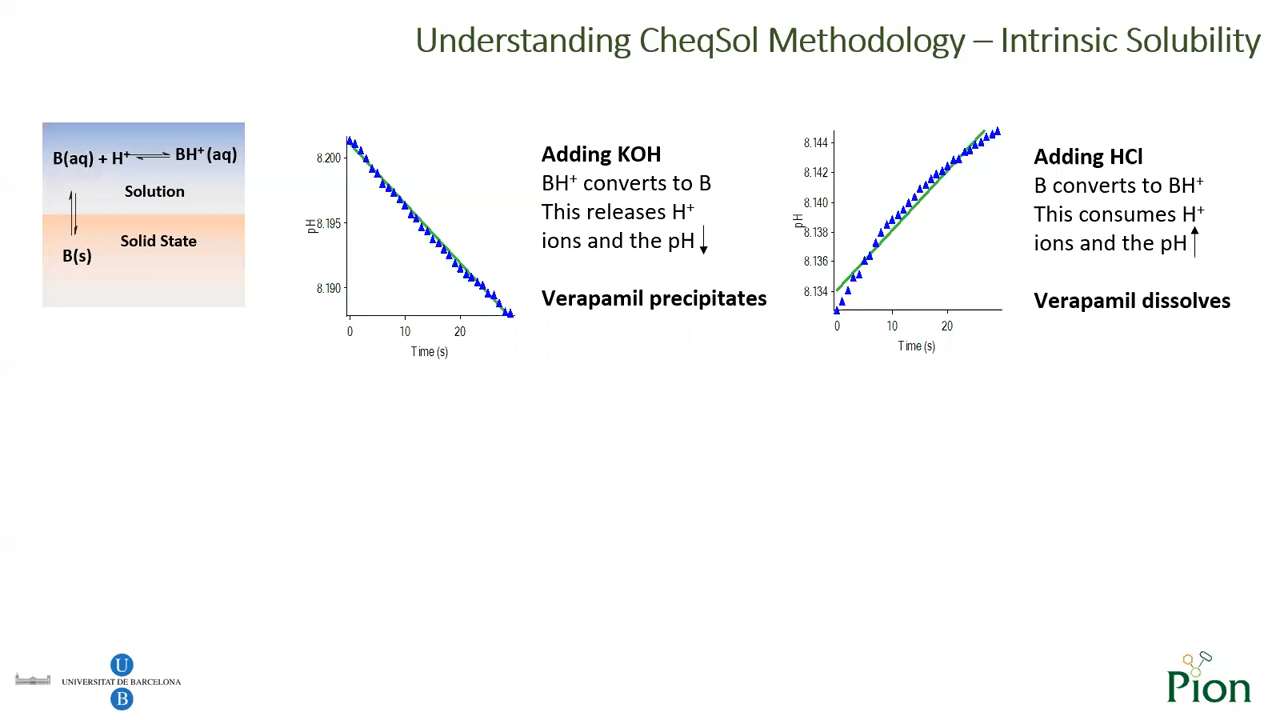 Understanding CheqSol Methodology – Intrinsic Solubility
B(aq) + H⁺ ⇌ BH⁺ (aq)
Solution
Solid State
B(s)
8.200
8.195
8.190
pH
0 10 20
Time (s)
Adding KOH
BH⁺ converts to B
This releases H⁺
ions and the pH ↓
Verapamil precipitates
8.144
8.142
8.140
8.138
8.136
8.134
pH
0 10 20
Time (s)
Adding HCl
B converts to BH⁺
This consumes H⁺
ions and the pH ↑
Verapamil dissolves
UNIVERSITAT DE BARCELONA
U
B
Pion